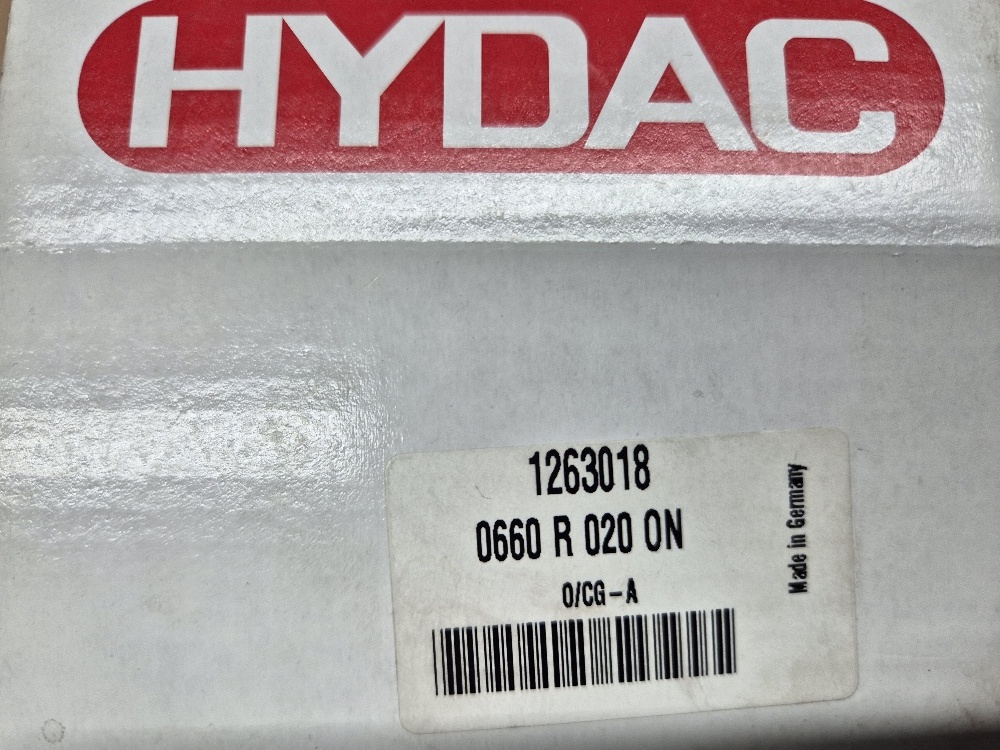 HYDAC
1263018
0660 R 020 ON
O/CG-A
Made in Germany